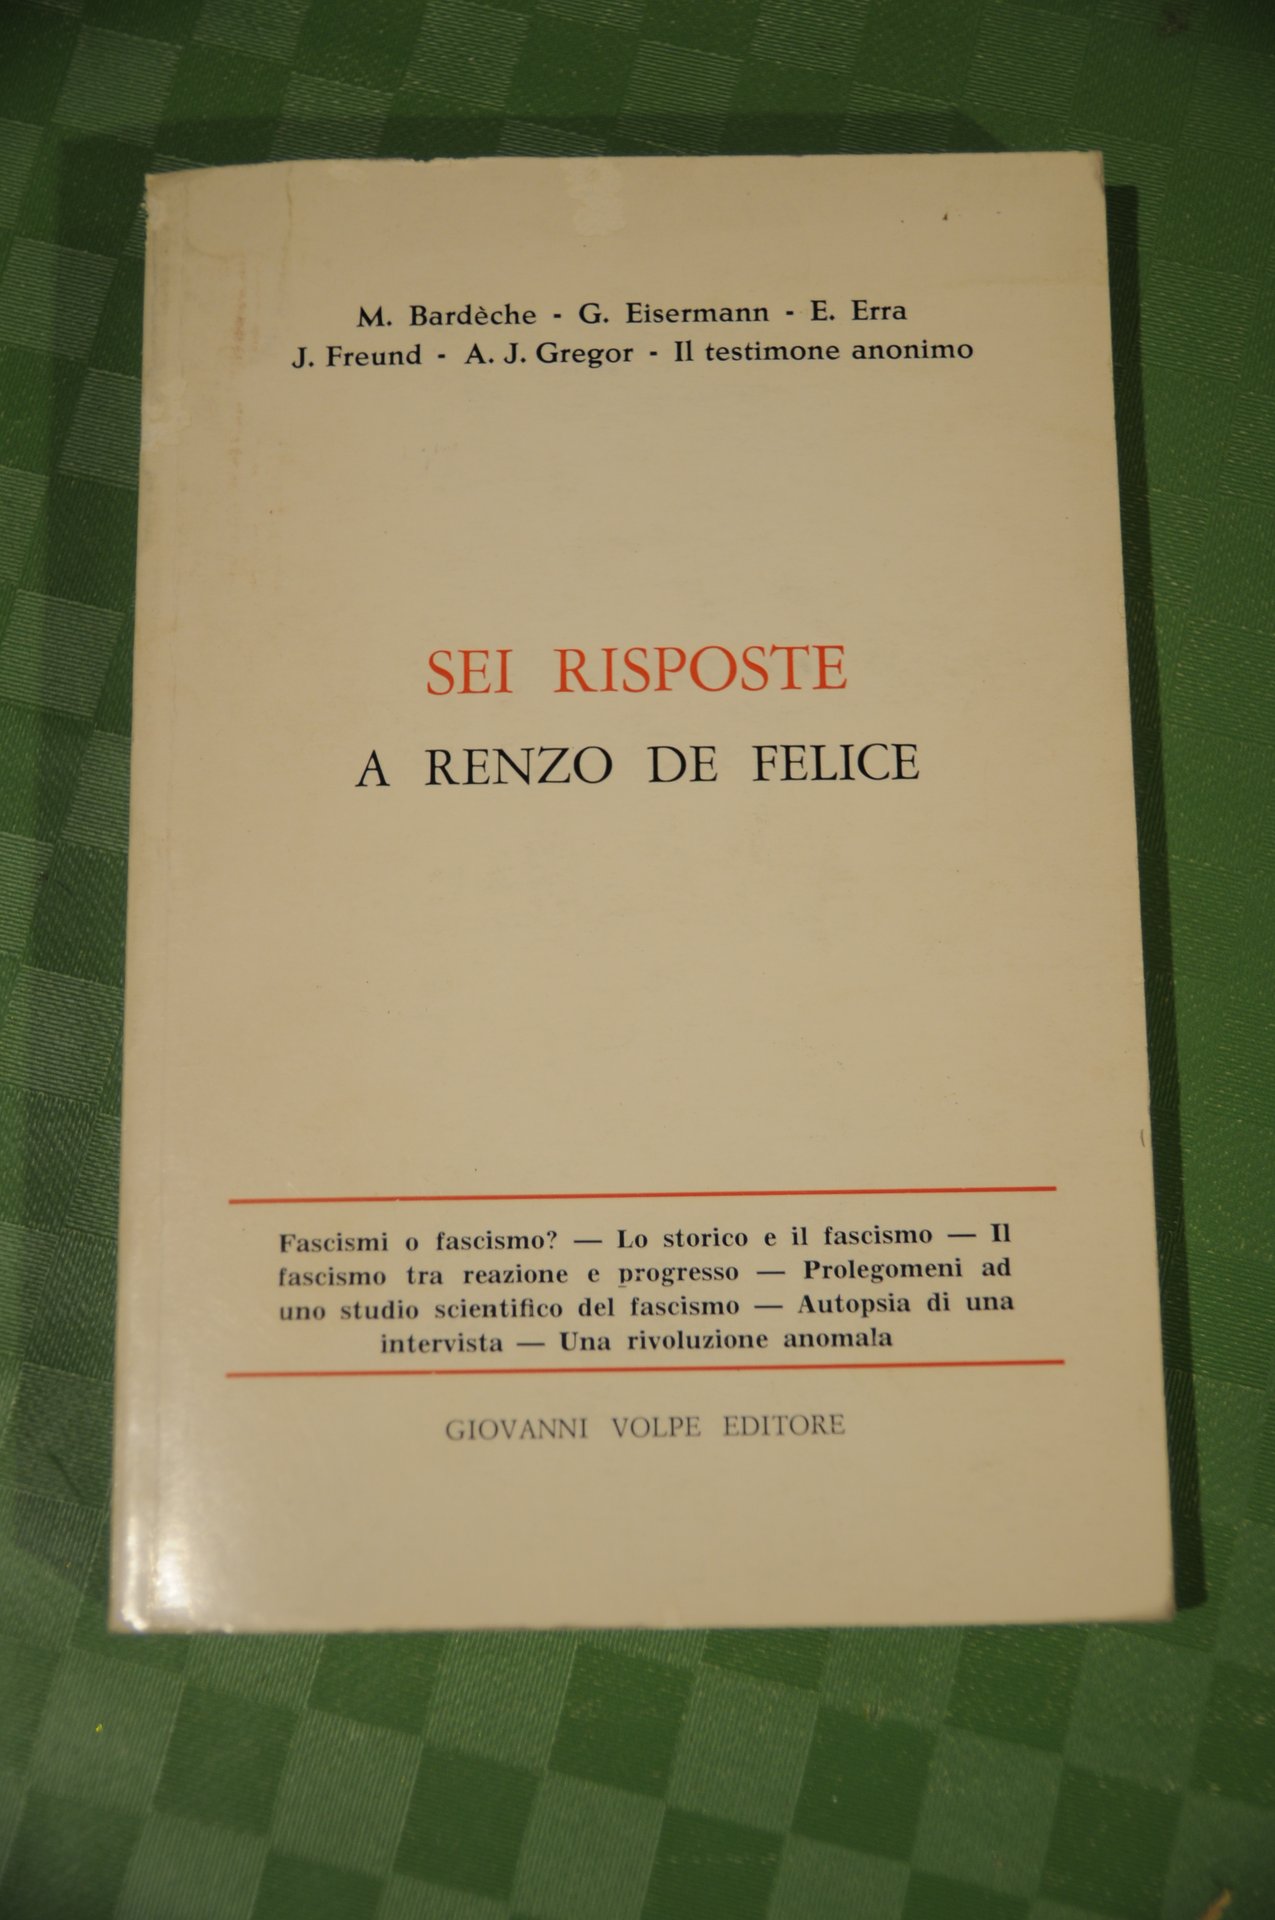 M. Bardèche - G. Eisermann - E. Erra
J. Freund - A. J. Gregor - Il testimone anonimo
SEI RISPOSTE
A RENZO DE FELICE
Fascismi o fascismo? — Lo storico e il fascismo — Il
fascismo tra reazione e progresso — Prolegomeni ad
uno studio scientifico del fascismo — Autopsia di una
intervista — Una rivoluzione anomala
GIOVANNI VOLPE EDITORE